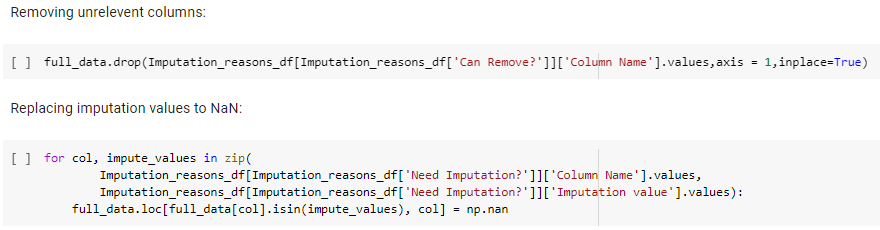 Removing unrelevent columns:
[ ] full_data.drop(Imputation_reasons_df[Imputation_reasons_df['Can Remove?']]['Column Name'].values,axis = 1,inplace=True)
Replacing imputation values to NaN:
[ ] for col, impute_values in zip(
Imputation_reasons_df[Imputation_reasons_df['Need Imputation?']]['Column Name'].values,
Imputation_reasons_df[Imputation_reasons_df['Need Imputation?']]['Imputation value'].values):
full_data.loc[full_data[col].isin(impute_values), col] = np.nan